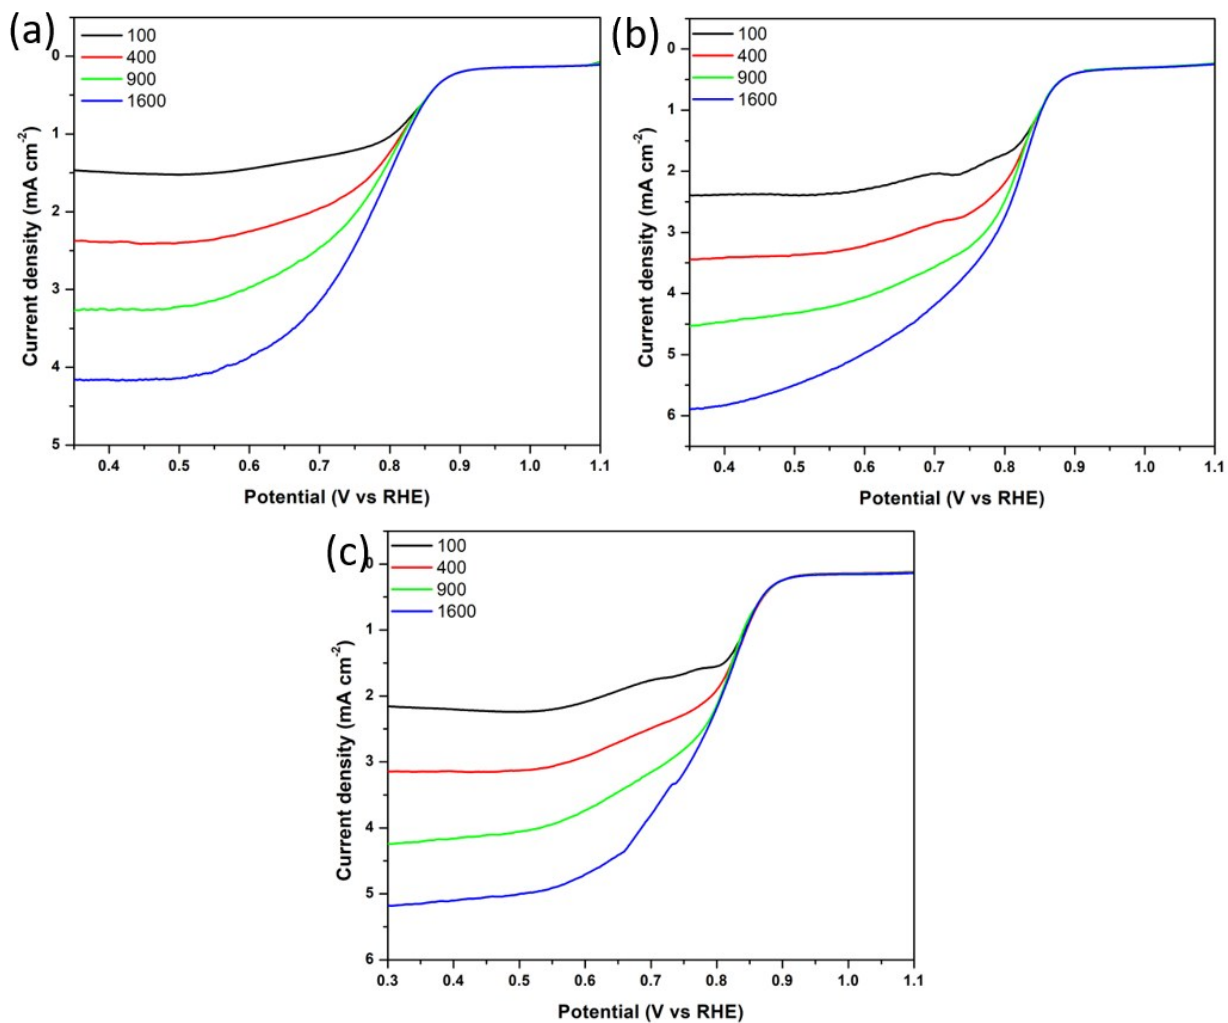 (a)
100
400
900
1600
0
1
2
3
4
5
Current density (mA cm-2)
0.4 0.5 0.6 0.7 0.8 0.9 1.0 1.1
Potential (V vs RHE)
(b)
100
400
900
1600
0
1
2
3
4
5
6
Current density (mA cm-2)
0.4 0.5 0.6 0.7 0.8 0.9 1.0 1.1
Potential (V vs RHE)
(c)
100
400
900
1600
0
1
2
3
4
5
6
Current density (mA cm-2)
0.3 0.4 0.5 0.6 0.7 0.8 0.9 1.0 1.1
Potential (V vs RHE)